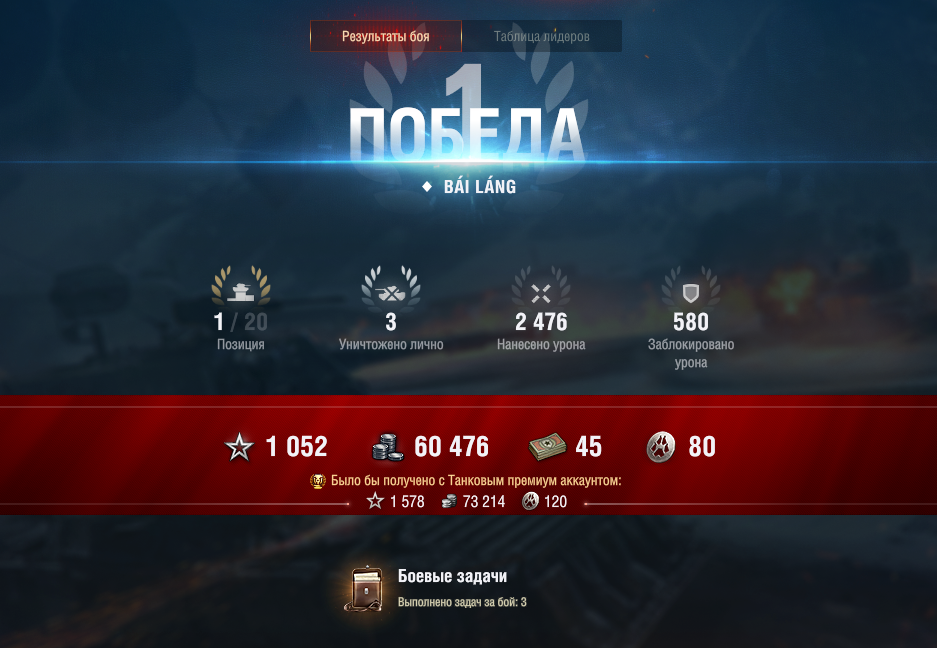 Результаты боя
Таблица лидеров
1
ПОБЕДА
BÁI LÁNG
1 / 20
3
2 476
580
Позиция
Уничтожено лично
Нанесено урона
Заблокировано
урона
1 052
60 476
45
80
Было бы получено с Танковым премиум аккаунтом:
1 578
73 214
120
Боевые задачи
Выполнено задач за бой: 3